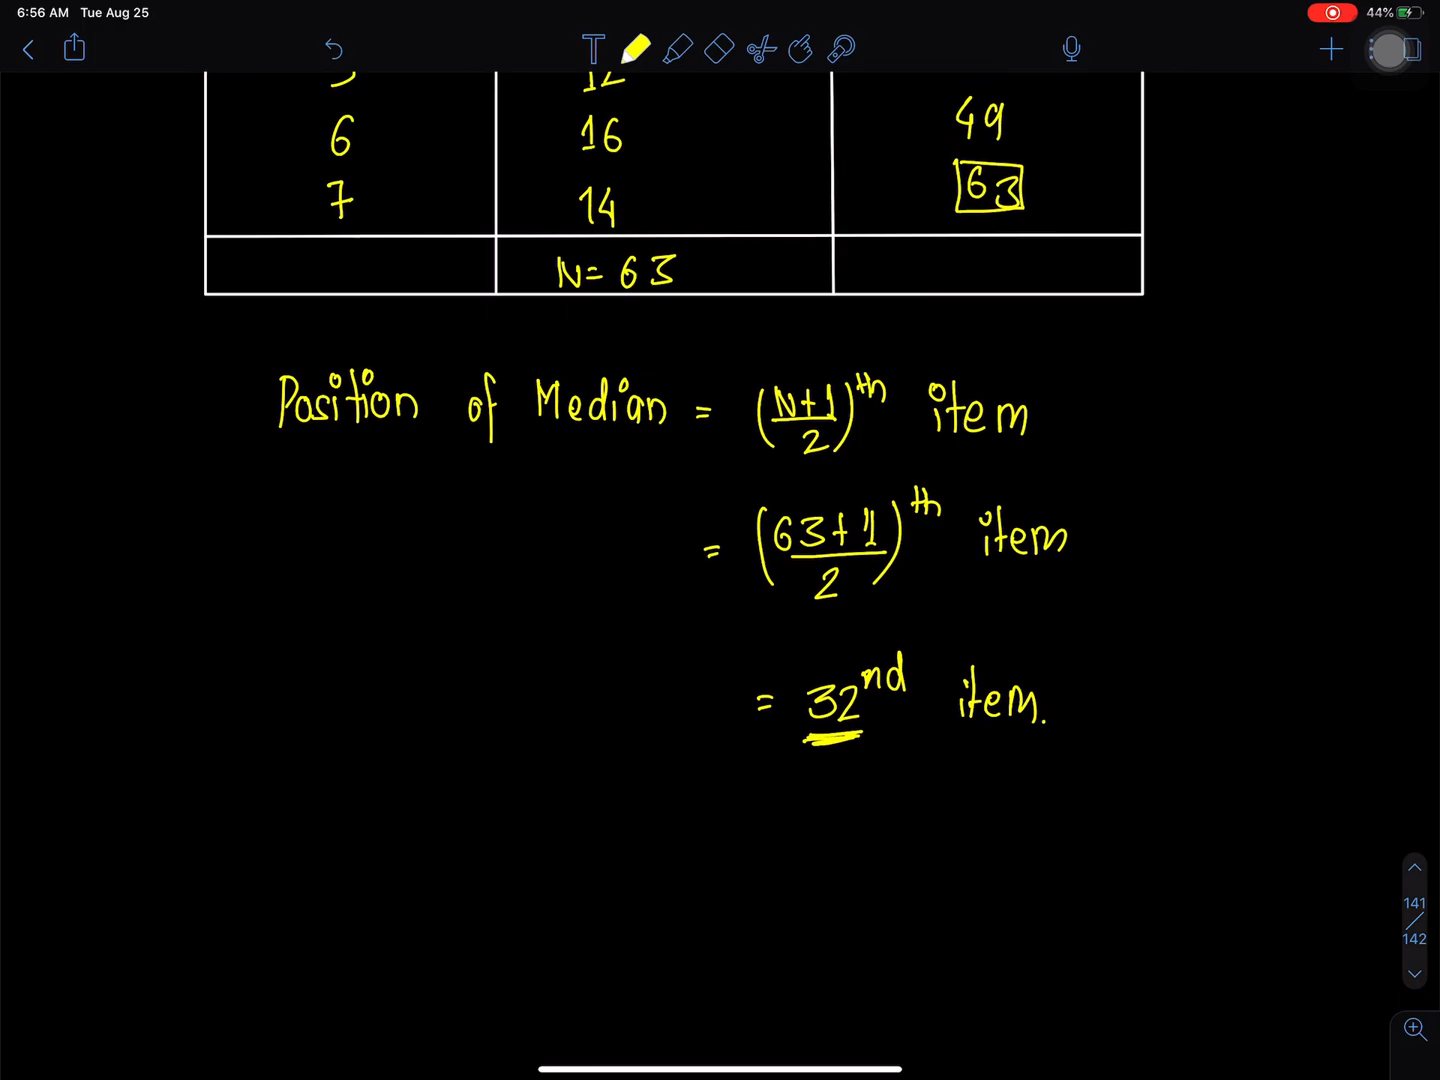 6:56 AM Tue Aug 25 44%
T
12
6 16 49
7 14 63
N= 63
Position of Median = (N+1/2)th item
= (63+1/2)th item
= 32nd item.
141
142